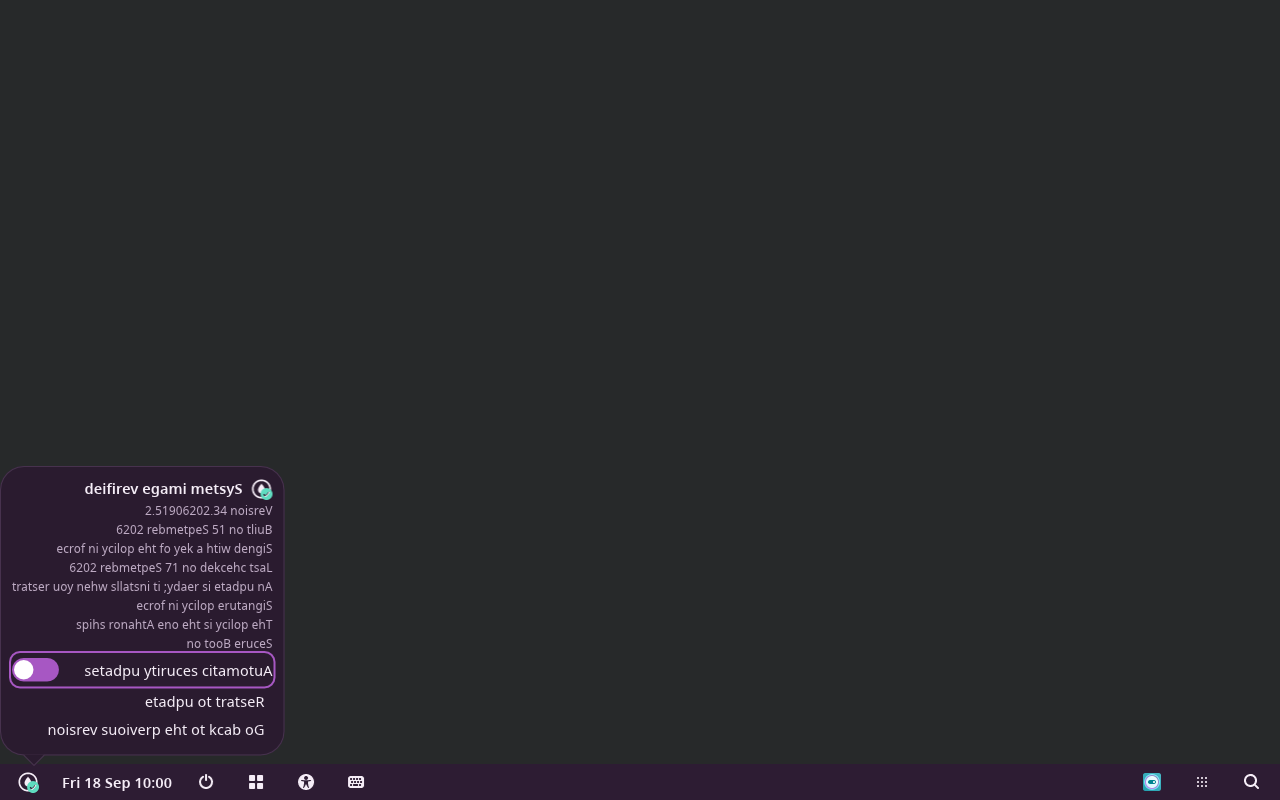 deifirev egami metsyS
2.51906202.34 noisreV
6202 rebmetpeS 51 no tliuB
ecrof ni ycilop eht fo yek a htiw dengiS
6202 rebmetpeS 71 no dekcehc tsaL
tratser uoy nehw sllatsni ti ;ydaer si etadpu nA
ecrof ni ycilop erutangiS
spihs ronahtA eno eht si ycilop ehT
no tooB eruceS
setadpu ytiruces citamotuA
etadpu ot tratseR
noisrev suoiverp eht ot kcab oG
Fri 18 Sep 10:00